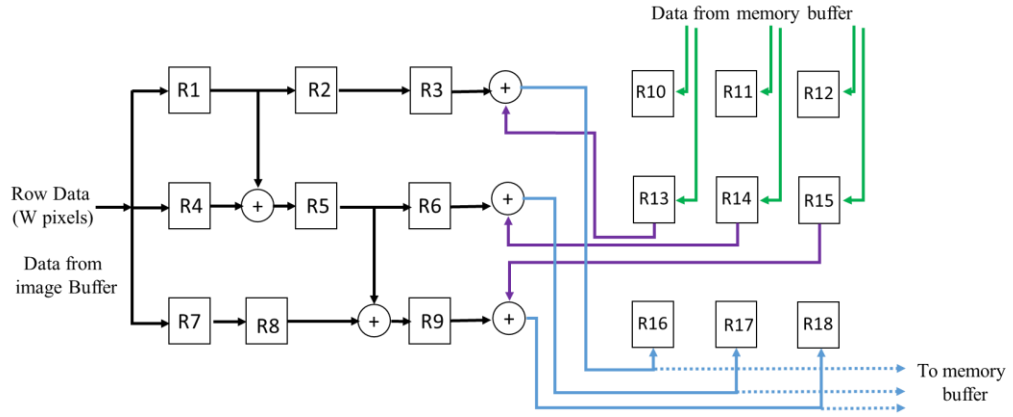 Data from memory buffer
R1
R2
R3
+
R10
R11
R12
Row Data
(W pixels)
R4
+
R5
R6
+
R13
R14
R15
Data from
image Buffer
R7
R8
+
R9
+
R16
R17
R18
To memory
buffer